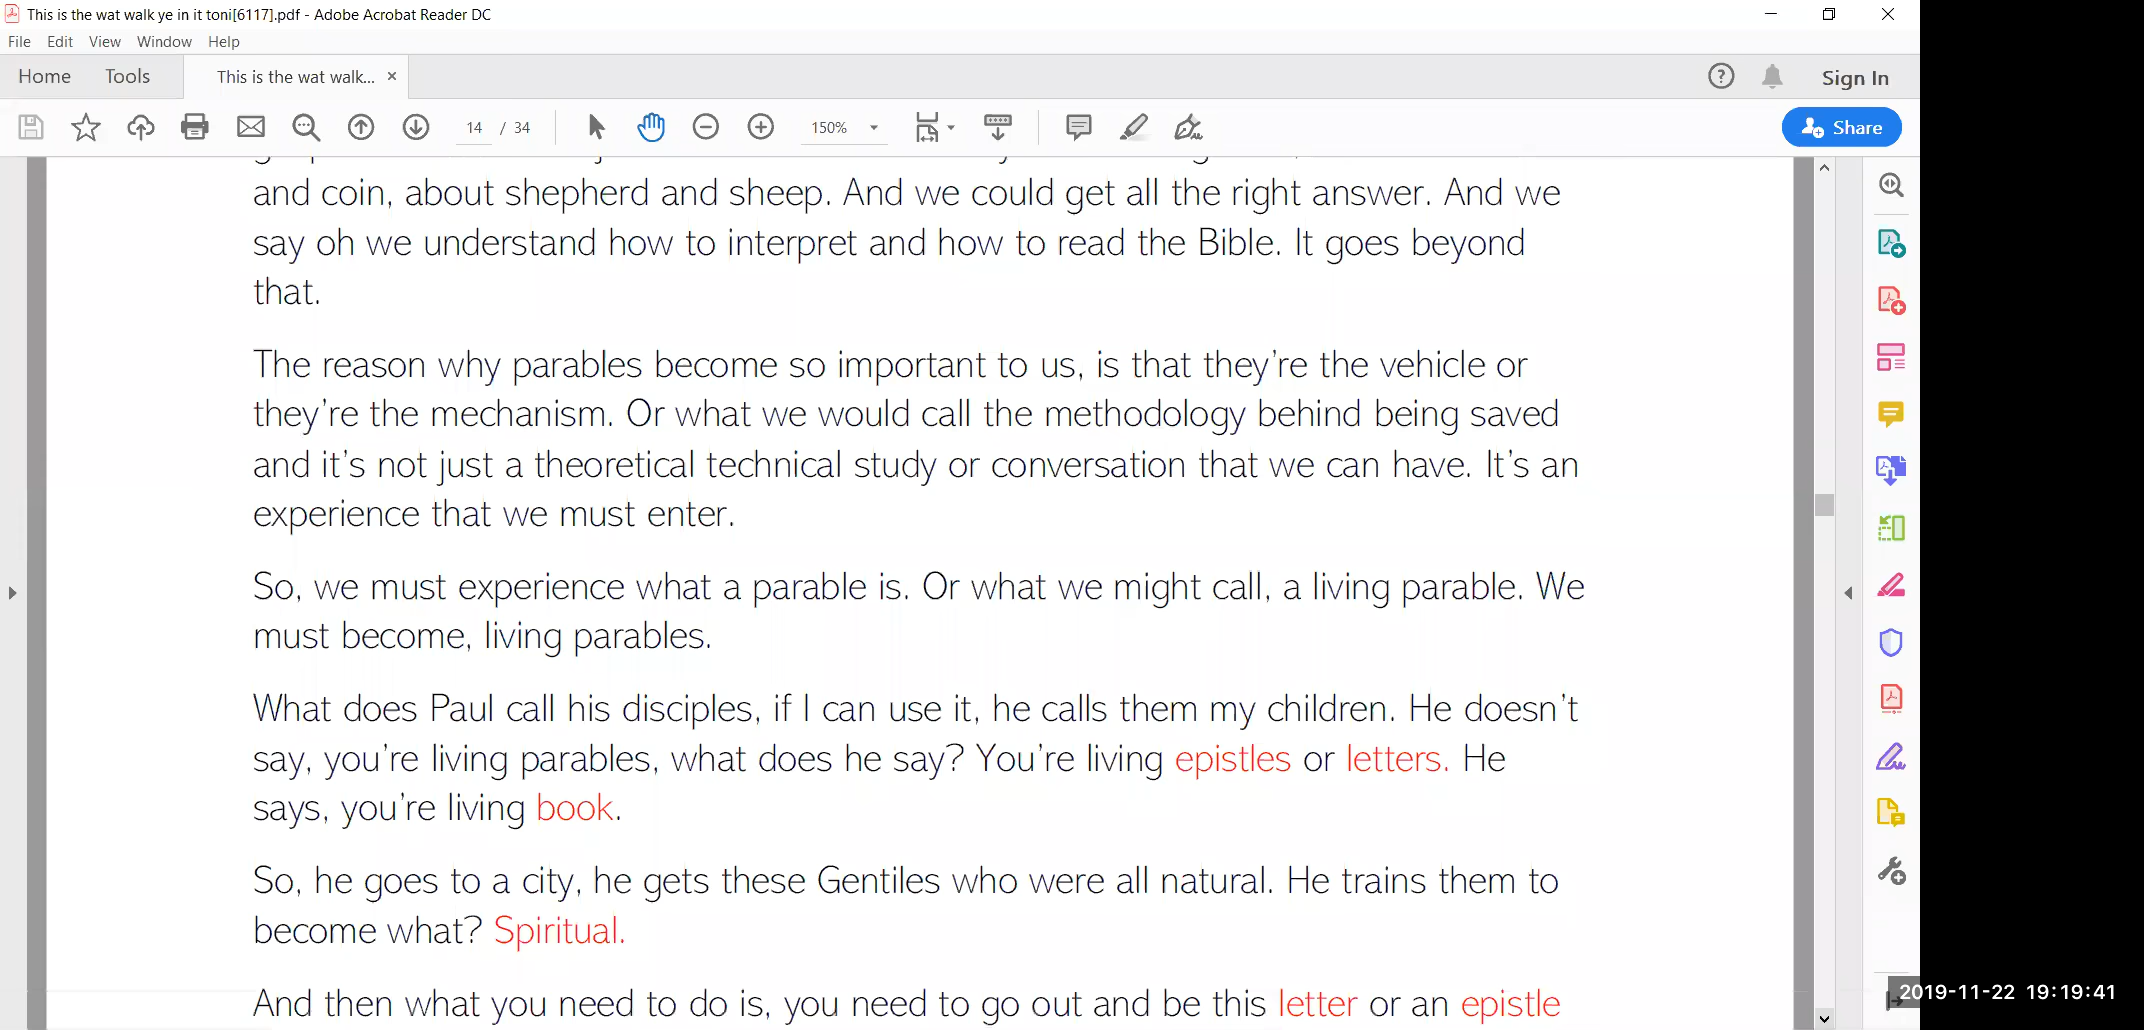 This is the wat walk ye in it toni[6117].pdf - Adobe Acrobat Reader DC
File Edit View Window Help
Home Tools This is the wat walk... × Sign In
14 / 34 150% Share
and coin, about shepherd and sheep. And we could get all the right answer. And we
say oh we understand how to interpret and how to read the Bible. It goes beyond
that.
The reason why parables become so important to us, is that they're the vehicle or
they're the mechanism. Or what we would call the methodology behind being saved
and it's not just a theoretical technical study or conversation that we can have. It's an
experience that we must enter.
So, we must experience what a parable is. Or what we might call, a living parable. We
must become, living parables.
What does Paul call his disciples, if I can use it, he calls them my children. He doesn't
say, you're living parables, what does he say? You're living epistles or letters. He
says, you're living book.
So, he goes to a city, he gets these Gentiles who were all natural. He trains them to
become what? Spiritual.
And then what you need to do is, you need to go out and be this letter or an epistle
2019-11-22 19:19:41